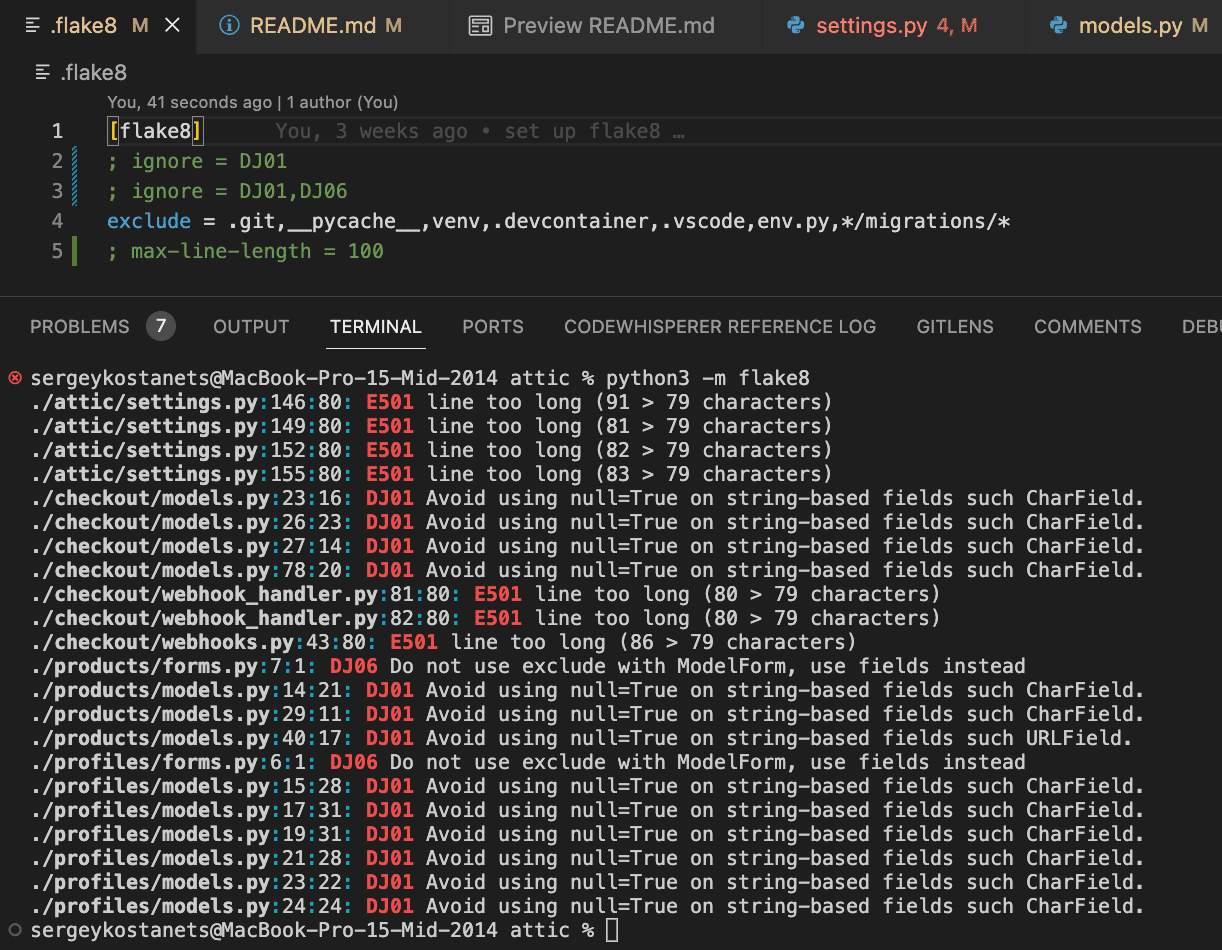 .flake8 M
README.md M
Preview README.md
settings.py 4, M
models.py M
.flake8
You, 41 seconds ago | 1 author (You)
1 [flake8] You, 3 weeks ago • set up flake8 …
2 ; ignore = DJ01
3 ; ignore = DJ01,DJ06
4 exclude = .git,__pycache__,venv,.devcontainer,.vscode,env.py,*/migrations/*
5 ; max-line-length = 100
PROBLEMS 7 OUTPUT TERMINAL PORTS CODEWHISPERER REFERENCE LOG GITLENS COMMENTS DEBU
sergeykostanets@MacBook-Pro-15-Mid-2014 attic % python3 -m flake8
./attic/settings.py:146:80: E501 line too long (91 > 79 characters)
./attic/settings.py:149:80: E501 line too long (81 > 79 characters)
./attic/settings.py:152:80: E501 line too long (82 > 79 characters)
./attic/settings.py:155:80: E501 line too long (83 > 79 characters)
./checkout/models.py:23:16: DJ01 Avoid using null=True on string-based fields such CharField.
./checkout/models.py:26:23: DJ01 Avoid using null=True on string-based fields such CharField.
./checkout/models.py:27:14: DJ01 Avoid using null=True on string-based fields such CharField.
./checkout/models.py:78:20: DJ01 Avoid using null=True on string-based fields such CharField.
./checkout/webhook_handler.py:81:80: E501 line too long (80 > 79 characters)
./checkout/webhook_handler.py:82:80: E501 line too long (80 > 79 characters)
./checkout/webhooks.py:43:80: E501 line too long (86 > 79 characters)
./products/forms.py:7:1: DJ06 Do not use exclude with ModelForm, use fields instead
./products/models.py:14:21: DJ01 Avoid using null=True on string-based fields such CharField.
./products/models.py:29:11: DJ01 Avoid using null=True on string-based fields such CharField.
./products/models.py:40:17: DJ01 Avoid using null=True on string-based fields such URLField.
./profiles/forms.py:6:1: DJ06 Do not use exclude with ModelForm, use fields instead
./profiles/models.py:15:28: DJ01 Avoid using null=True on string-based fields such CharField.
./profiles/models.py:17:31: DJ01 Avoid using null=True on string-based fields such CharField.
./profiles/models.py:19:31: DJ01 Avoid using null=True on string-based fields such CharField.
./profiles/models.py:21:28: DJ01 Avoid using null=True on string-based fields such CharField.
./profiles/models.py:23:22: DJ01 Avoid using null=True on string-based fields such CharField.
./profiles/models.py:24:24: DJ01 Avoid using null=True on string-based fields such CharField.
sergeykostanets@MacBook-Pro-15-Mid-2014 attic %